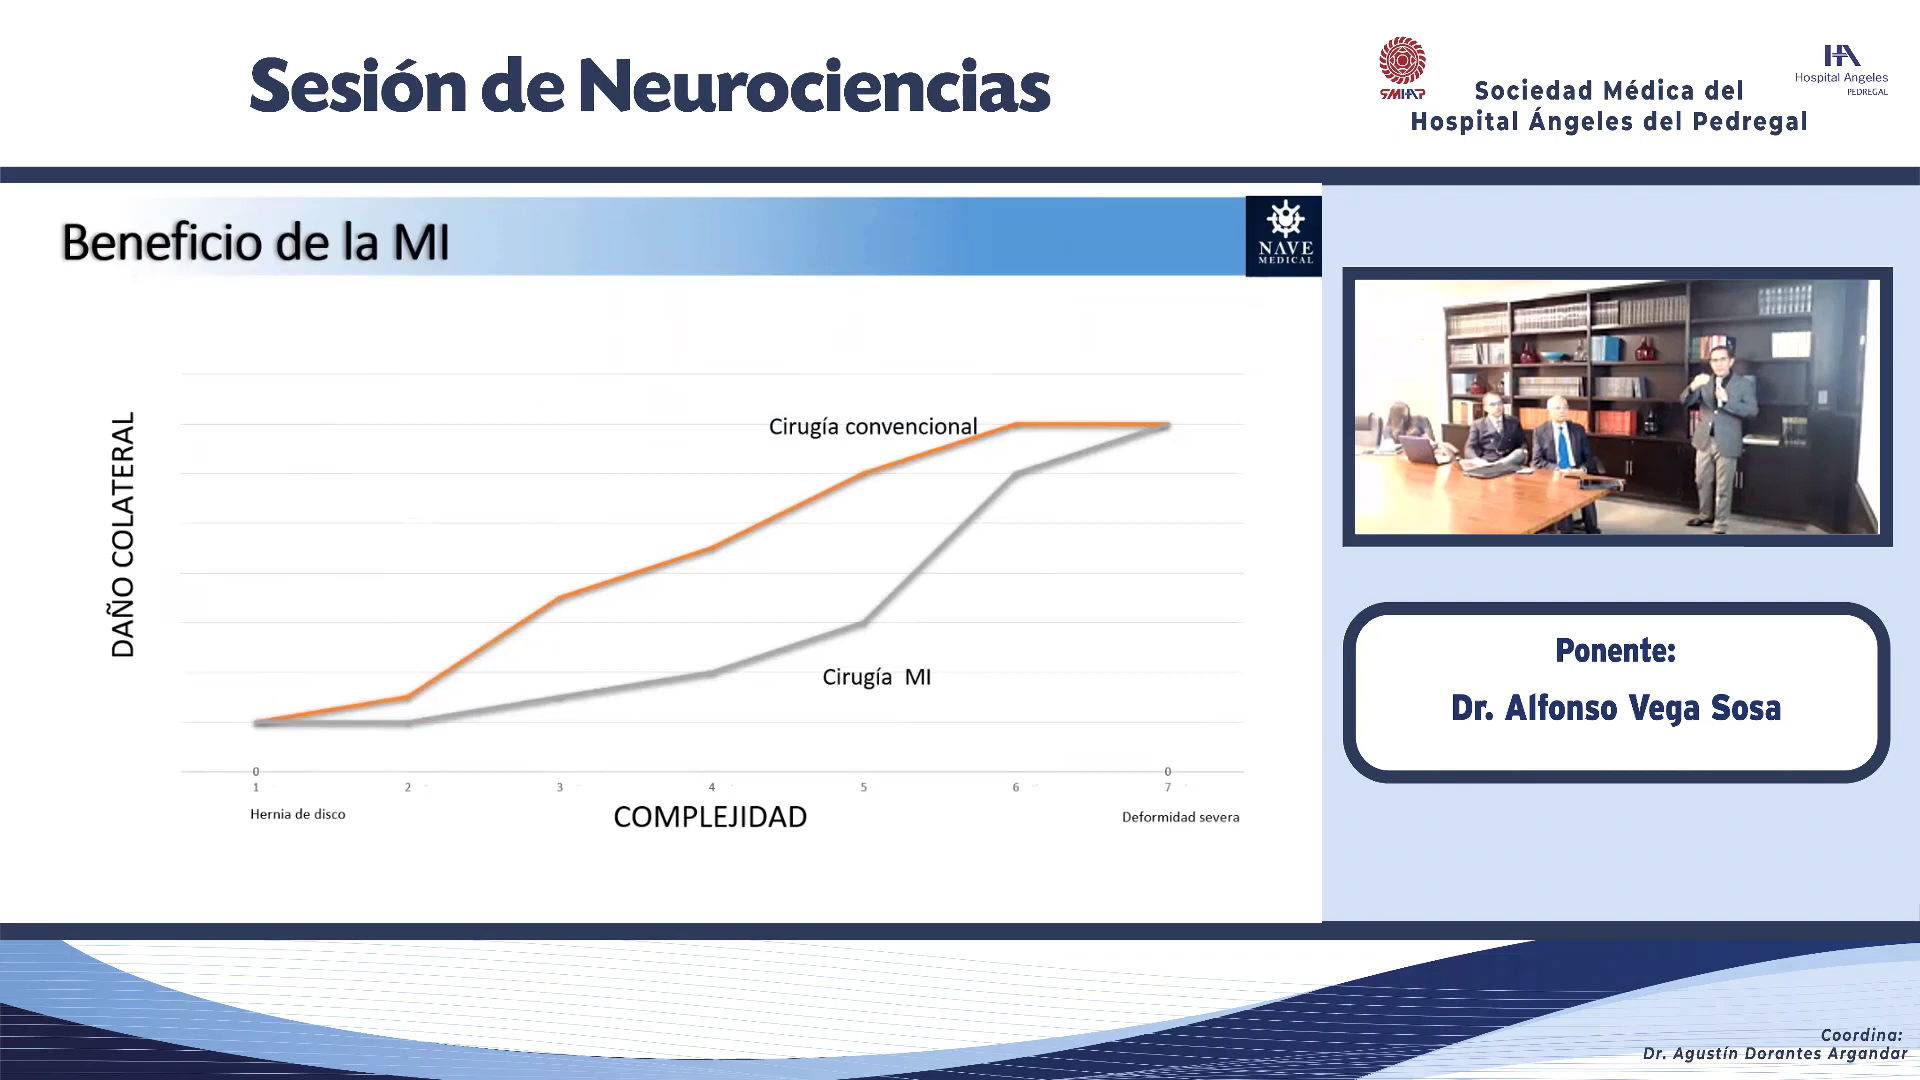 Sesión de Neurociencias
SMHAP
Sociedad Médica del
Hospital Ángeles del Pedregal
HA
Hospital Angeles
PEDREGAL
Beneficio de la MI
NAVE
MEDICAL
DAÑO COLATERAL
Cirugía convencional
Cirugía MI
0 0
1 2 3 4 5 6 7
Hernia de disco
COMPLEJIDAD
Deformidad severa
Ponente:
Dr. Alfonso Vega Sosa
Coordina:
Dr. Agustín Dorantes Argandar